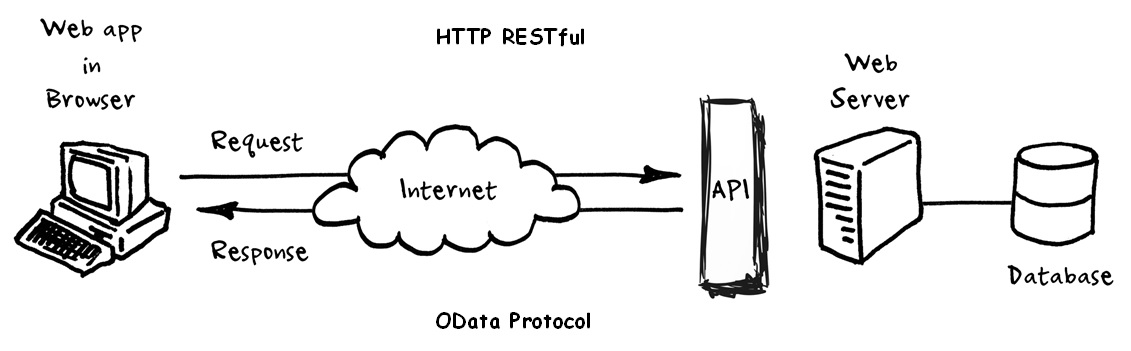 Web app
in
Browser
HTTP RESTful
Web
Server
Request
Internet
API
Response
Database
OData Protocol